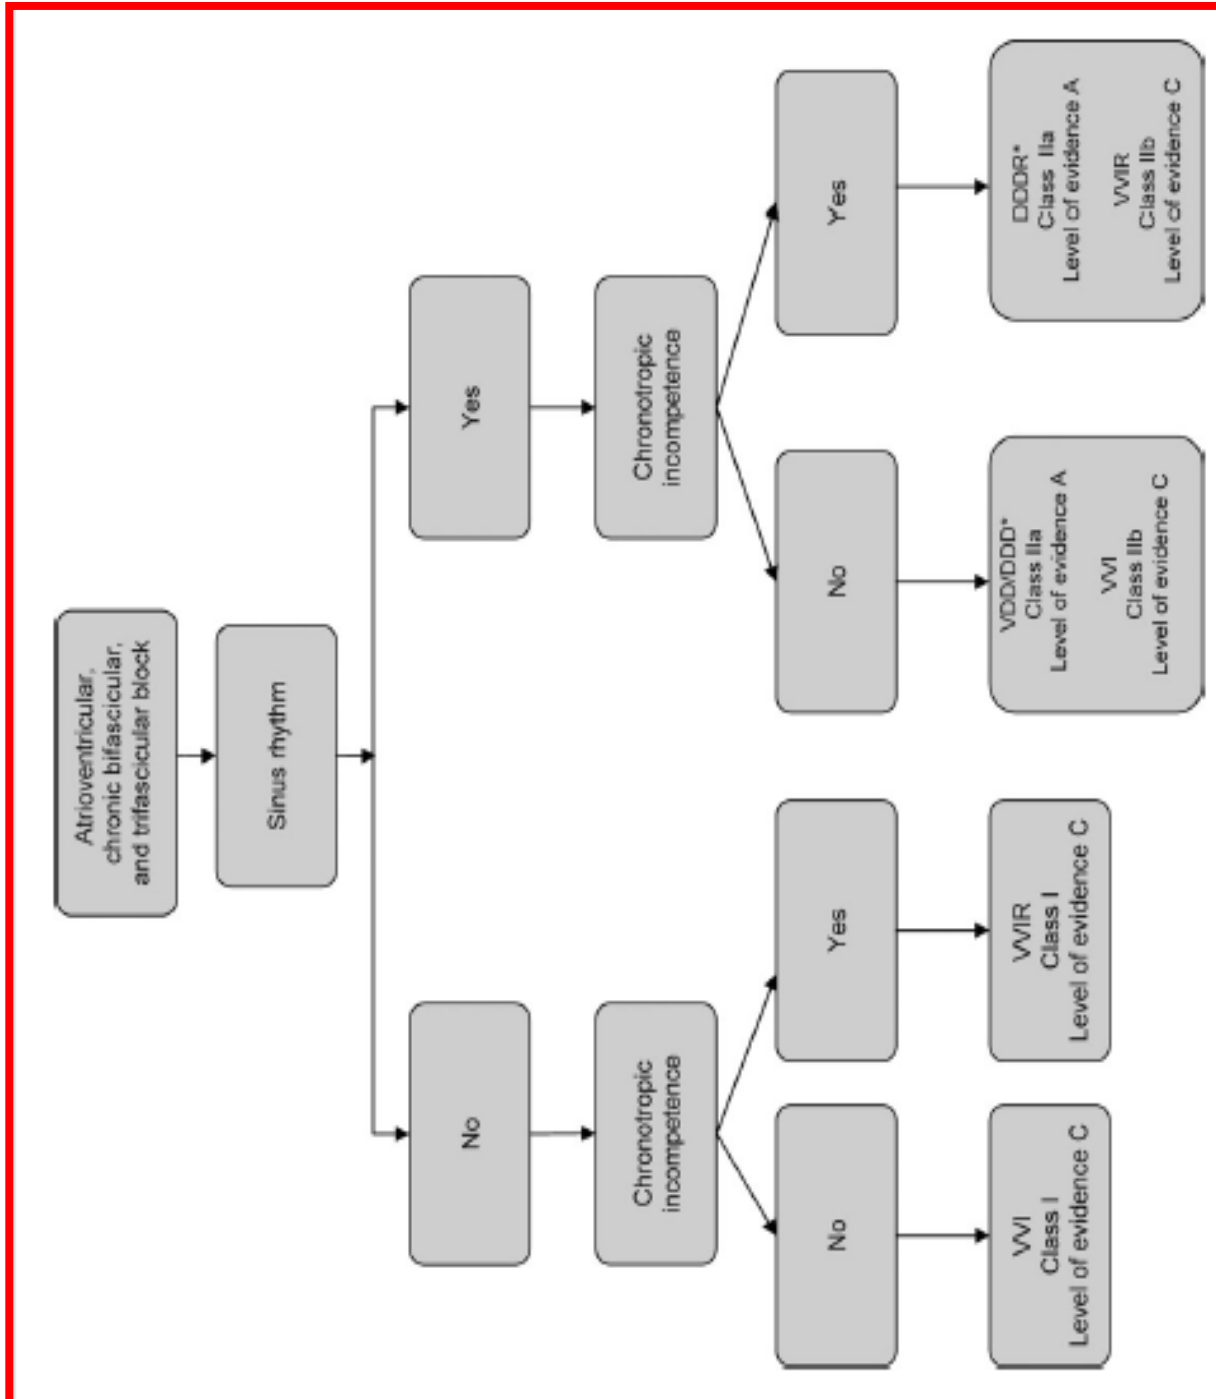 Atrioventricular,
chronic bifascicular,
and trifascicular block
Sinus rhythm
No
Yes
Chronotropic
incompetence
Chronotropic
incompetence
No
Yes
No
Yes
VVI
Class I
Level of evidence C
VVIR
Class I
Level of evidence C
VDD/DDD*
Class IIa
Level of evidence A
VVI
Class IIb
Level of evidence C
DDDR*
Class IIa
Level of evidence A
VVIR
Class IIb
Level of evidence C